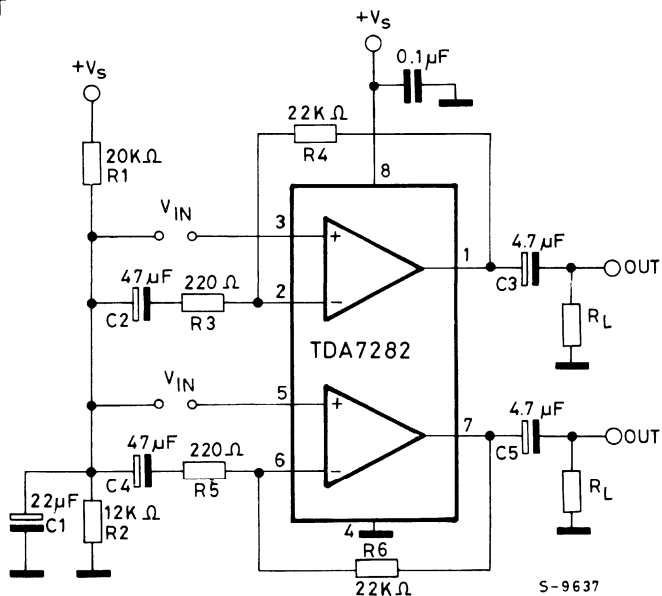 +Vs
+Vs
0.1µF
22KΩ
R4
20KΩ
R1
8
VIN
3
+
1
4.7µF
OUT
C3
47µF
220Ω
2
−
C2
R3
RL
TDA7282
VIN
5
+
7
4.7µF
OUT
C5
47µF
220Ω
6
−
C4
R5
RL
22µF
C1
12KΩ
R2
4
R6
22KΩ
S-9637